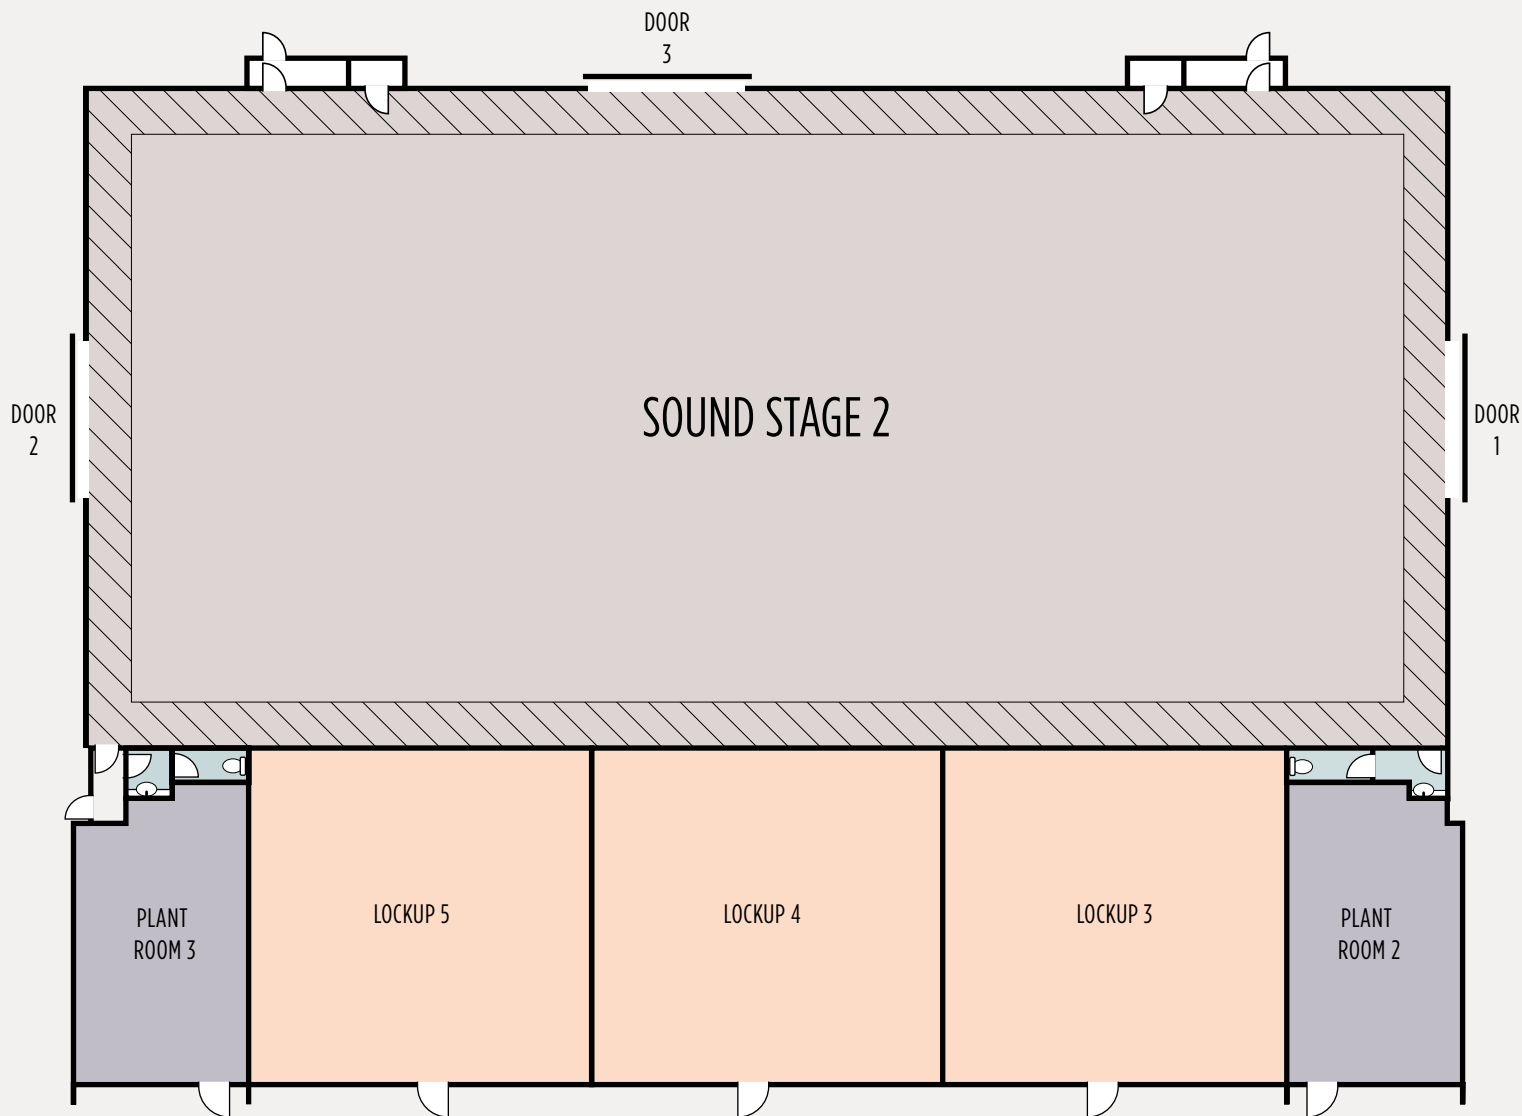 DOOR
3
DOOR
2
SOUND STAGE 2
DOOR
1
PLANT
ROOM 3
LOCKUP 5
LOCKUP 4
LOCKUP 3
PLANT
ROOM 2